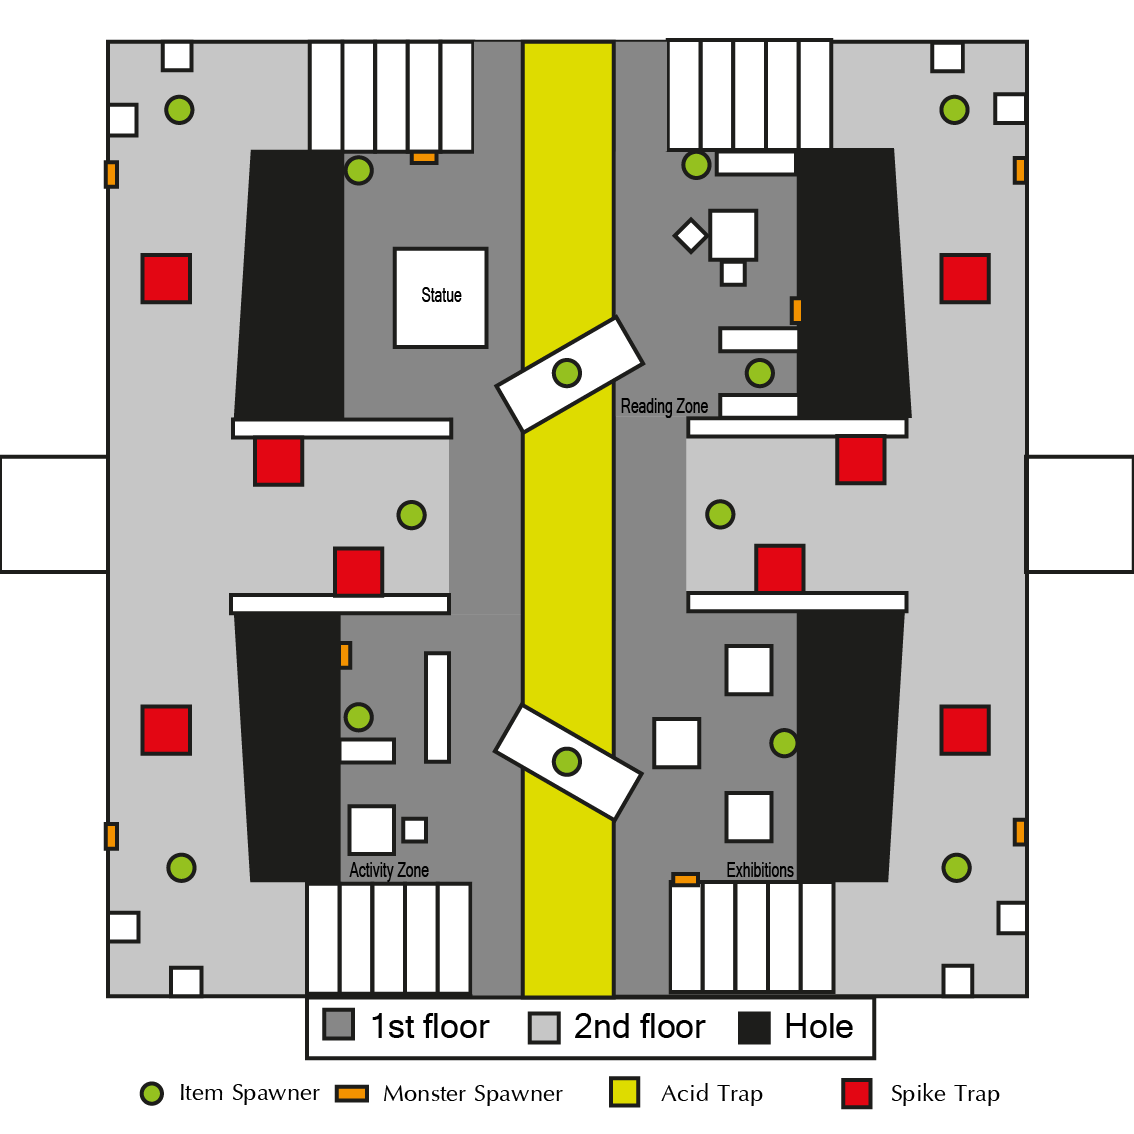 Statue
Reading Zone
Activity Zone
Exhibitions
1st floor
2nd floor
Hole
Item Spawner
Monster Spawner
Acid Trap
Spike Trap